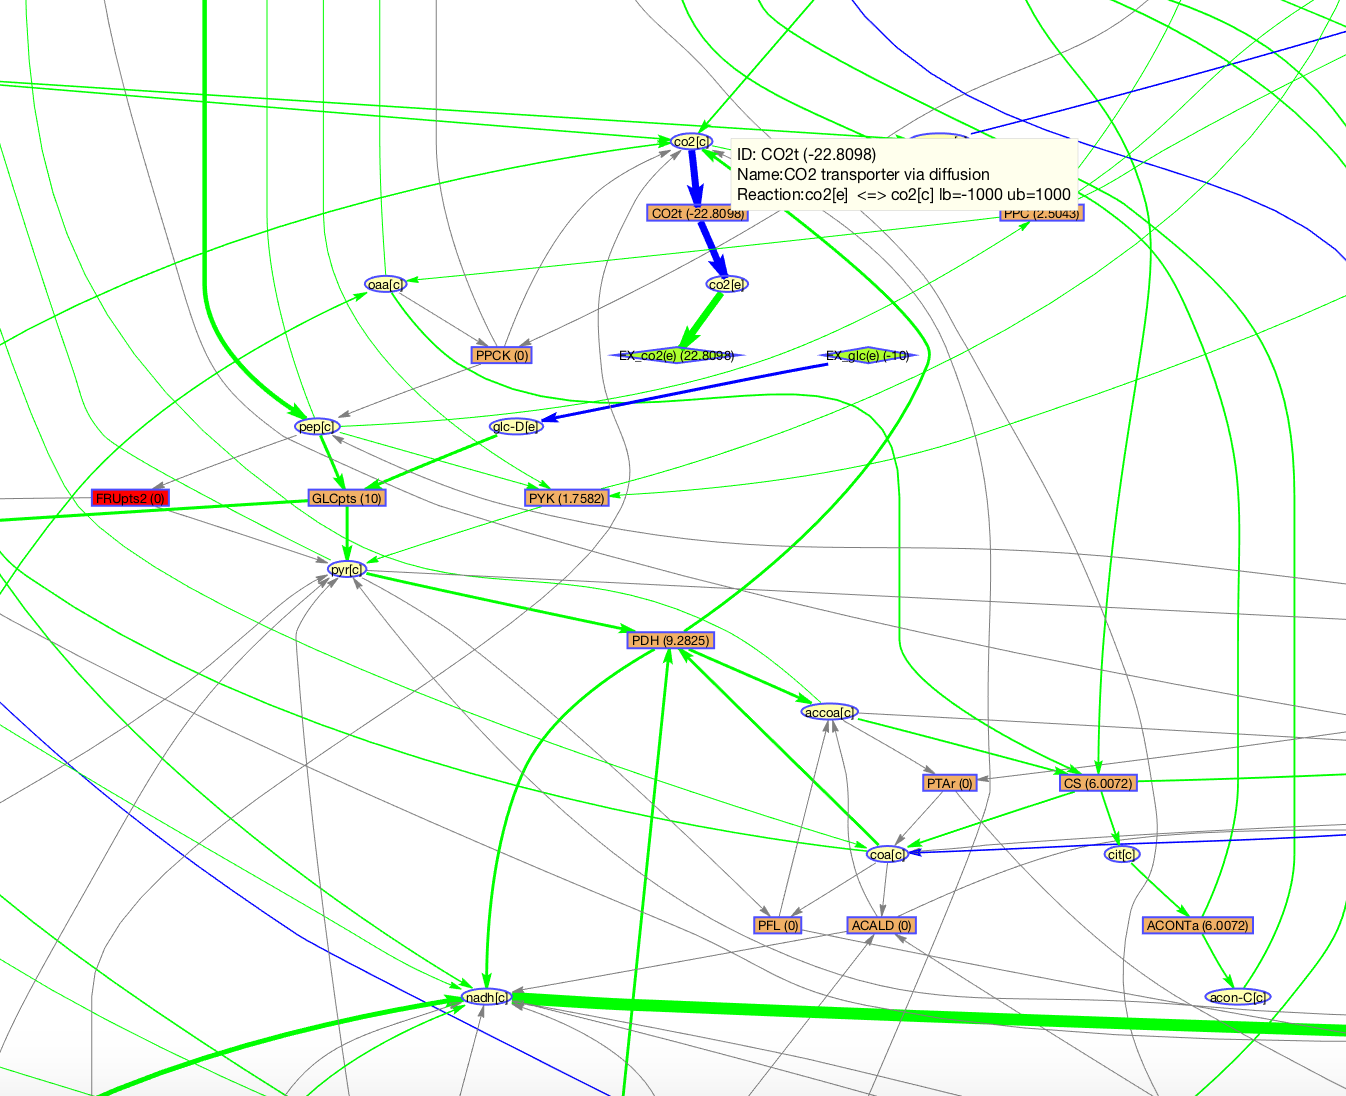 co2[c]
ID: CO2t (-22.8098)
Name:CO2 transporter via diffusion
Reaction:co2[e] <=> co2[c] lb=-1000 ub=1000
CO2t (-22.8098)
PPC (2.5043)
oaa[c]
co2[e]
PPCK (0)
EX_co2(e) (22.8098)
EX_glc(e) (-10)
pep[c]
glc-D[e]
FRUpts2 (0)
GLCpts (10)
PYK (1.7582)
pyr[c]
PDH (9.2825)
accoa[c]
PTAr (0)
CS (6.0072)
coa[c]
cit[c]
PFL (0)
ACALD (0)
ACONTa (6.0072)
nadh[c]
acon-C[c]